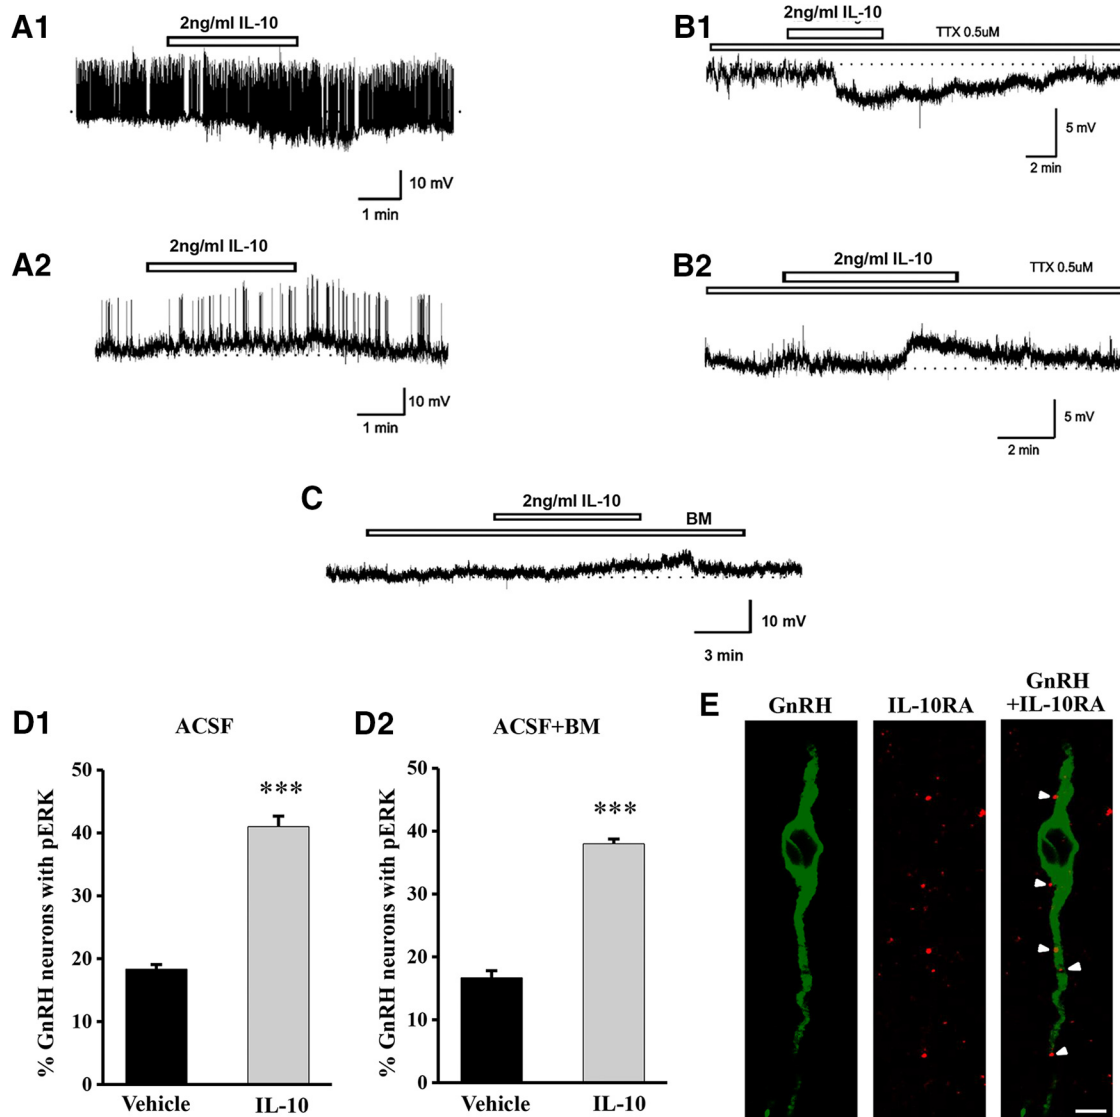 A1
2ng/ml IL-10
10 mV
1 min
B1
2ng/ml IL-10
TTX 0.5uM
5 mV
2 min
A2
2ng/ml IL-10
10 mV
1 min
B2
2ng/ml IL-10
TTX 0.5uM
5 mV
2 min
C
2ng/ml IL-10
BM
10 mV
3 min
D1
ACSF
% GnRH neurons with pERK
50
40
30
20
10
0
***
Vehicle
IL-10
D2
ACSF+BM
% GnRH neurons with pERK
50
40
30
20
10
0
***
Vehicle
IL-10
E
GnRH
IL-10RA
GnRH
+IL-10RA